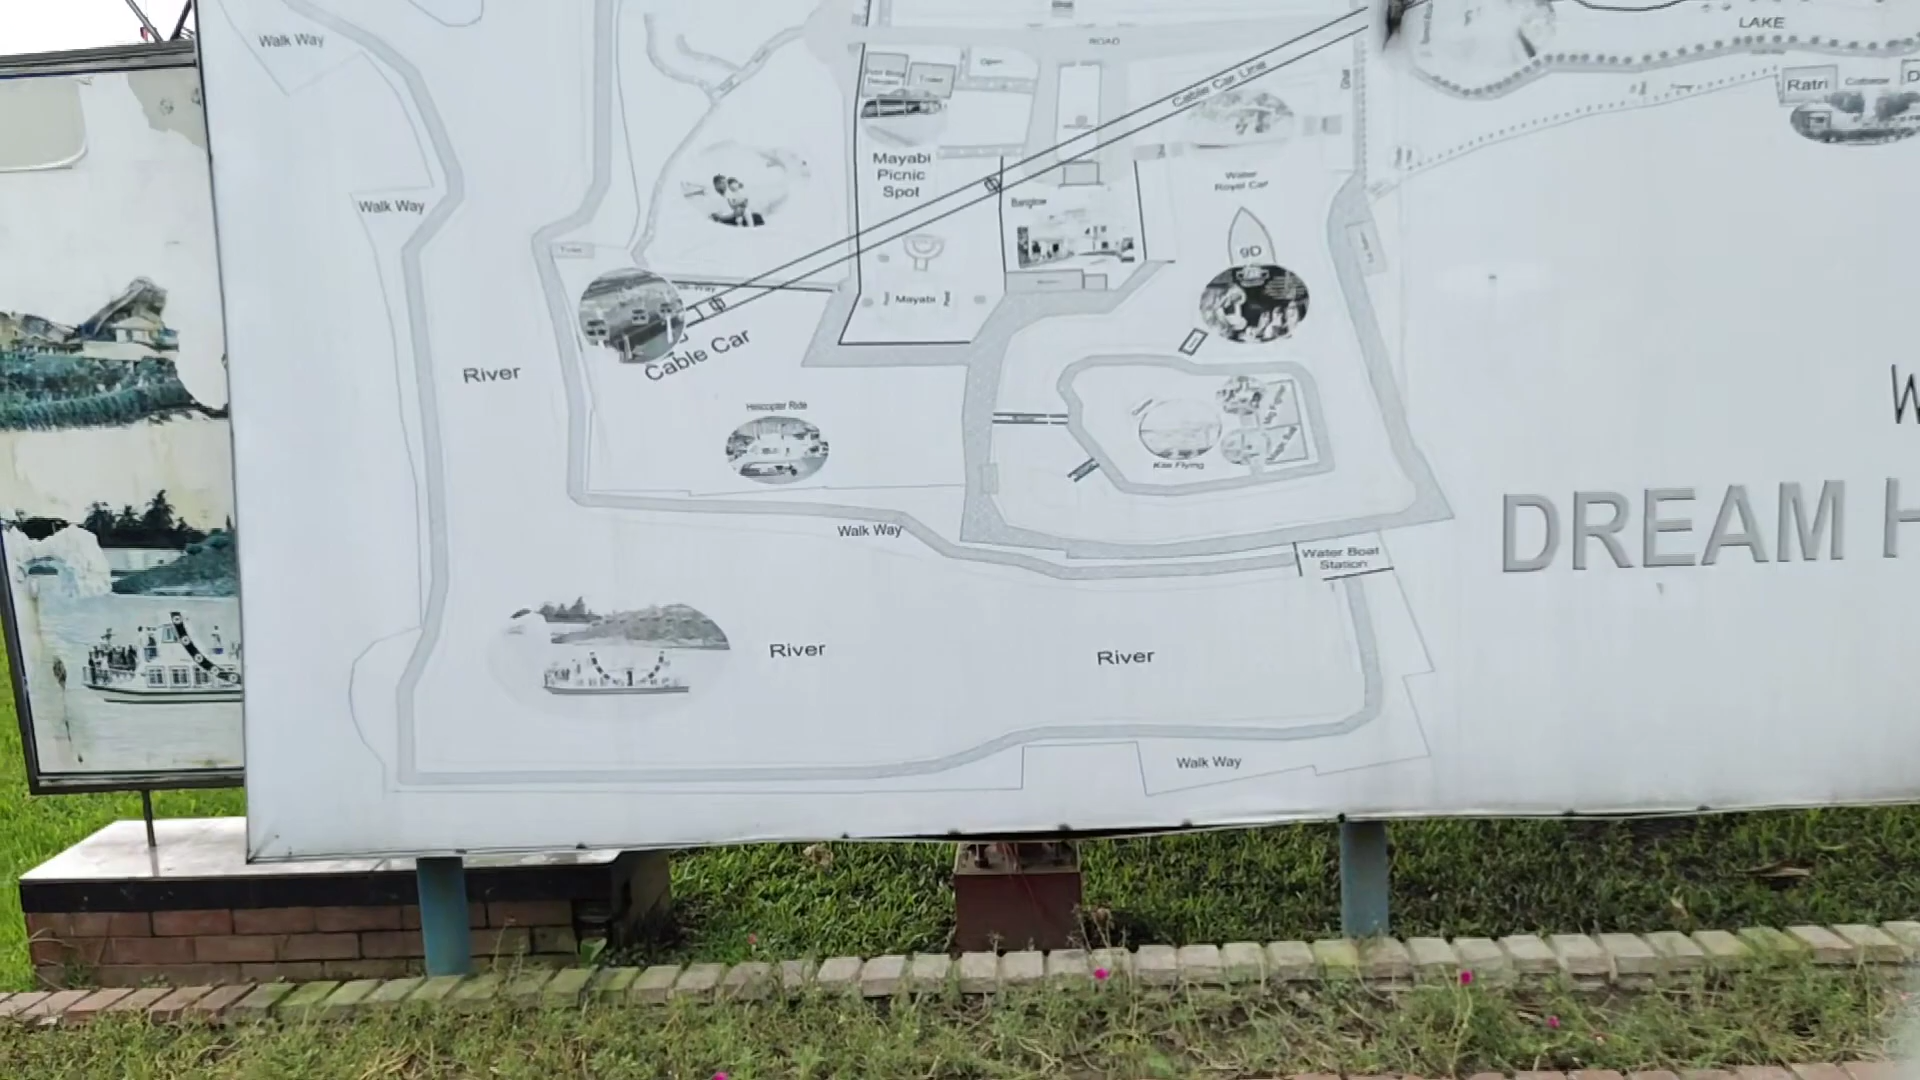 LAKE
Walk Way
ROAD
Open
Cable Car Line
Ratri
Mayabi
Picnic
Spot
Water
Royel Car
Walk Way
Banglow
9D
Mayabi
Cable Car
River
Helicopter Ride
Kite Flying
DREAM H
Walk Way
Water Boat
Station
River
River
Walk Way